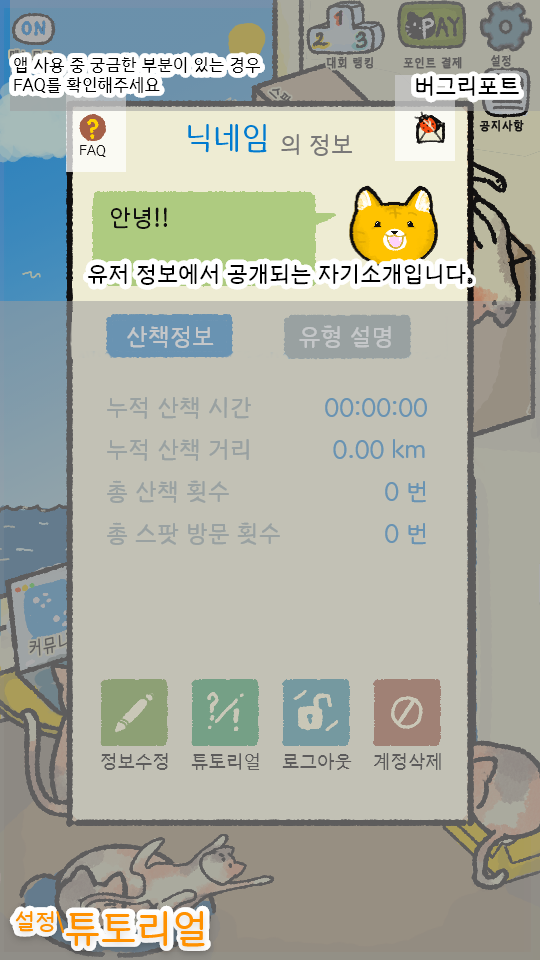 ON
PAY
대회 랭킹
포인트 결제
설정
앱 사용 중 궁금한 부분이 있는 경우
FAQ를 확인해주세요
버그리포트
공지사항
FAQ
닉네임 의 정보
안녕!!
유저 정보에서 공개되는 자기소개입니다.
산책정보
유형 설명
누적 산책 시간 00:00:00
누적 산책 거리 0.00 km
총 산책 횟수 0 번
총 스팟 방문 횟수 0 번
커뮤니
정보수정
튜토리얼
로그아웃
계정삭제
설정 튜토리얼